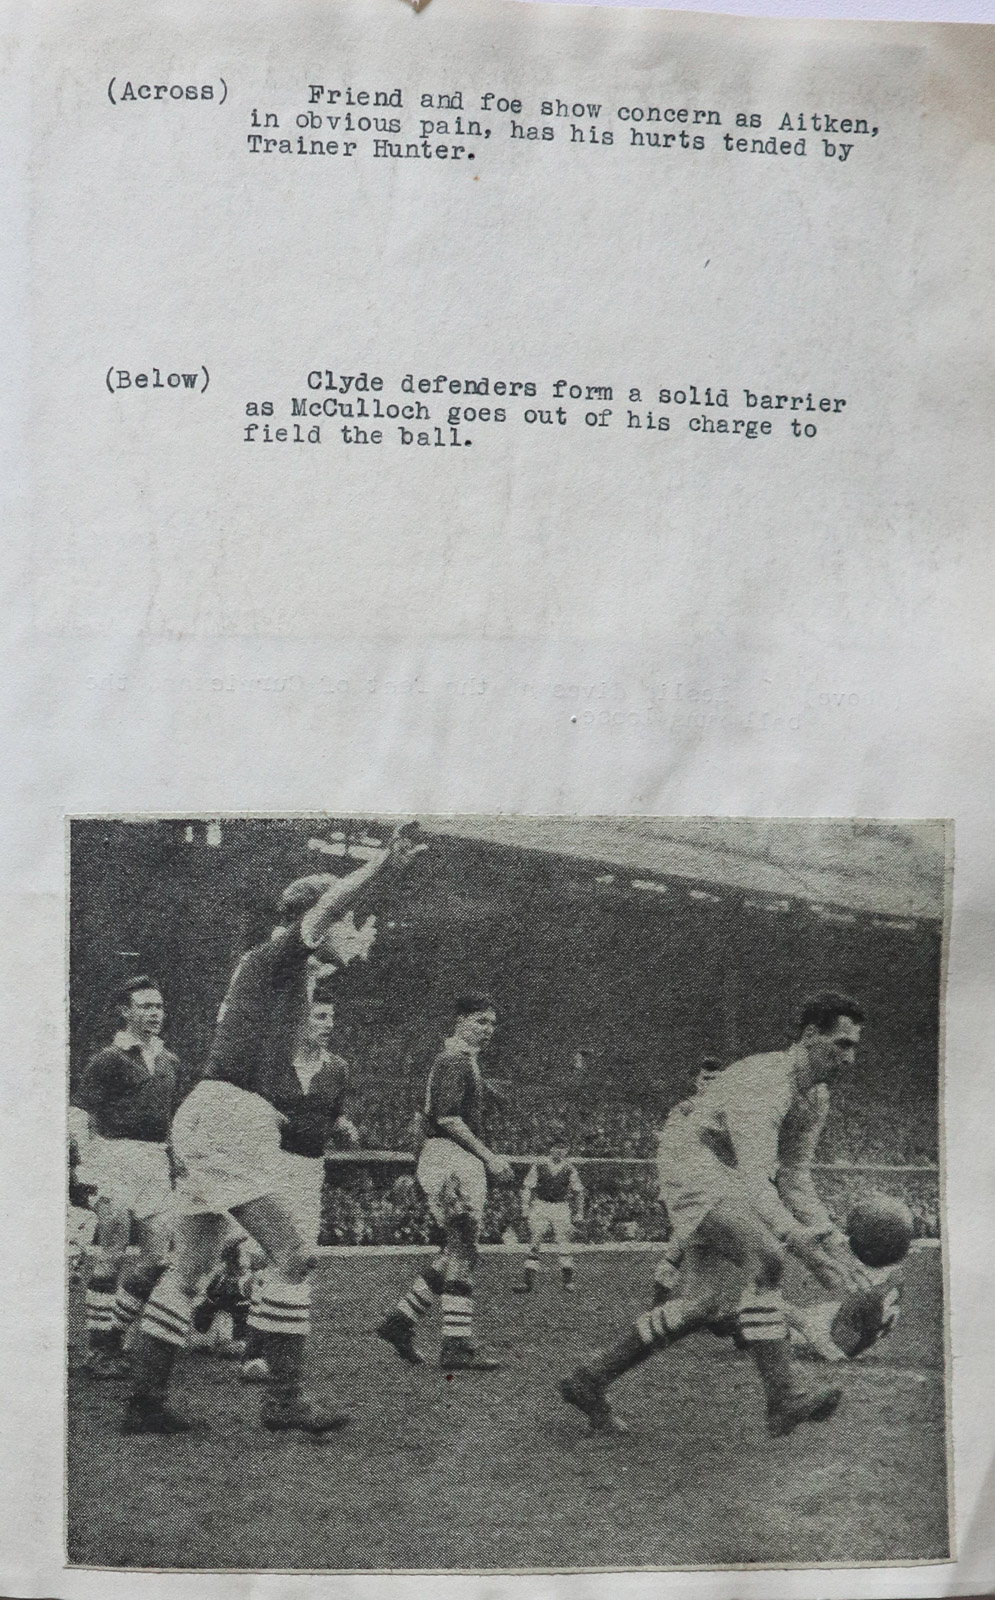 (Across) Friend and foe show concern as Aitken,
in obvious pain, has his hurts tended by
Trainer Hunter.
(Below) Clyde defenders form a solid barrier
as McCulloch goes out of his charge to
field the ball.